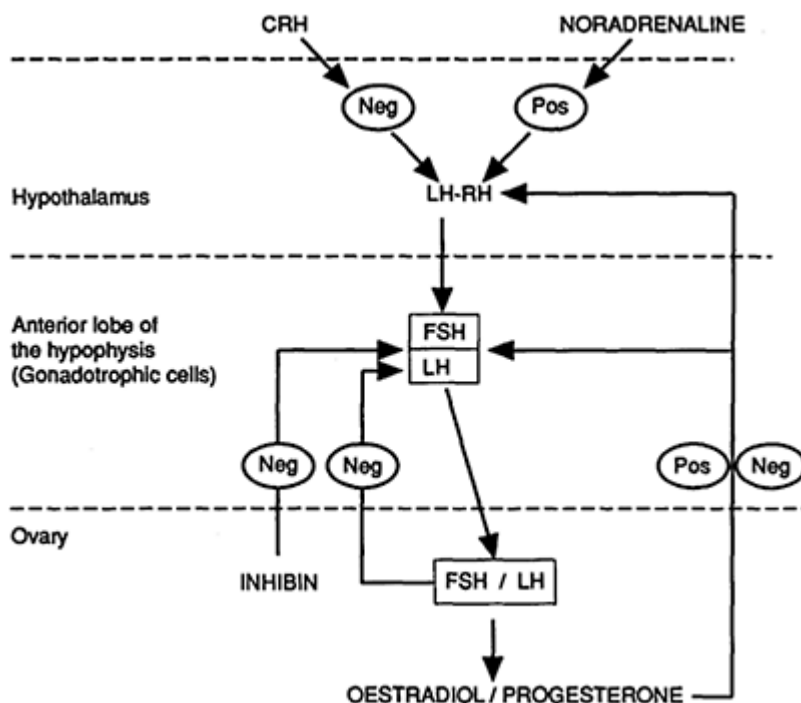 CRH
NORADRENALINE
Neg
Pos
Hypothalamus
LH-RH
Anterior lobe of
the hypophysis
(Gonadotrophic cells)
FSH
LH
Neg
Neg
Pos
Neg
Ovary
INHIBIN
FSH / LH
OESTRADIOL / PROGESTERONE